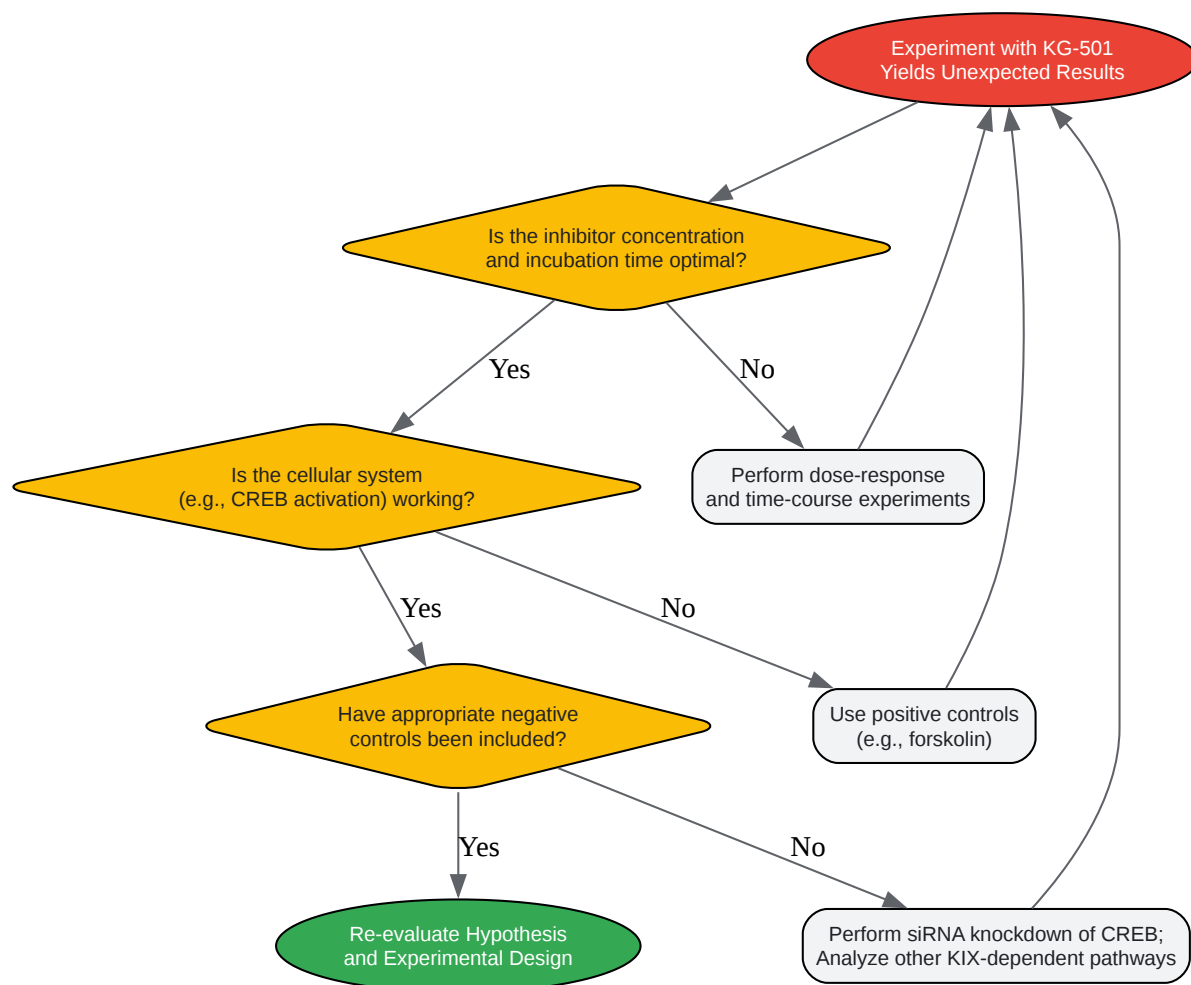 Experiment with KG-501
Yields Unexpected Results
Is the inhibitor concentration
and incubation time optimal?
Yes
No
Is the cellular system
(e.g., CREB activation) working?
Perform dose-response
and time-course experiments
Yes
No
Have appropriate negative
controls been included?
Use positive controls
(e.g., forskolin)
Yes
No
Re-evaluate Hypothesis
and Experimental Design
Perform siRNA knockdown of CREB;
Analyze other KIX-dependent pathways